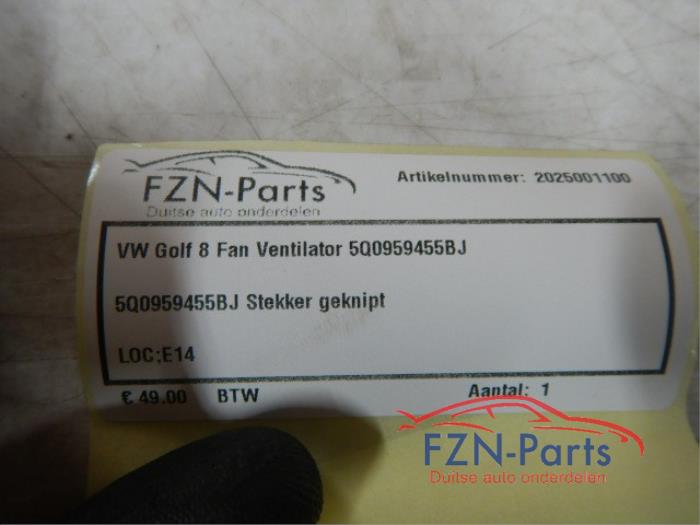 FZN-Parts
Duitse auto onderdelen
Artikelnummer: 2025001100
VW Golf 8 Fan Ventilator 5Q0959455BJ
5Q0959455BJ Stekker geknipt
LOC:E14
€ 49.00 BTW Aantal: 1
FZN-Parts
Duitse auto onderdelen